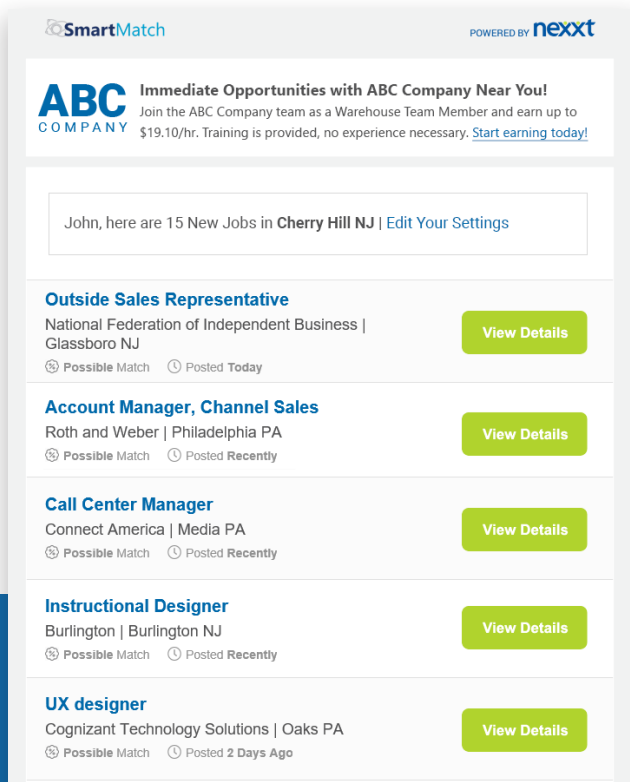 SmartMatch
POWERED BY nexxt
ABC
COMPANY
Immediate Opportunities with ABC Company Near You!
Join the ABC Company team as a Warehouse Team Member and earn up to
$19.10/hr. Training is provided, no experience necessary. Start earning today!
John, here are 15 New Jobs in Cherry Hill NJ | Edit Your Settings
Outside Sales Representative
National Federation of Independent Business |
Glassboro NJ
Possible Match Posted Today
View Details
Account Manager, Channel Sales
Roth and Weber | Philadelphia PA
Possible Match Posted Recently
View Details
Call Center Manager
Connect America | Media PA
Possible Match Posted Recently
View Details
Instructional Designer
Burlington | Burlington NJ
Possible Match Posted Recently
View Details
UX designer
Cognizant Technology Solutions | Oaks PA
Possible Match Posted 2 Days Ago
View Details